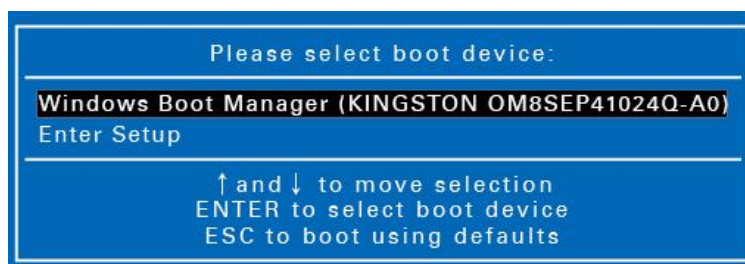 Please select boot device:
Windows Boot Manager (KINGSTON OM8SEP41024Q-A0)
Enter Setup
↑ and ↓ to move selection
ENTER to select boot device
ESC to boot using defaults